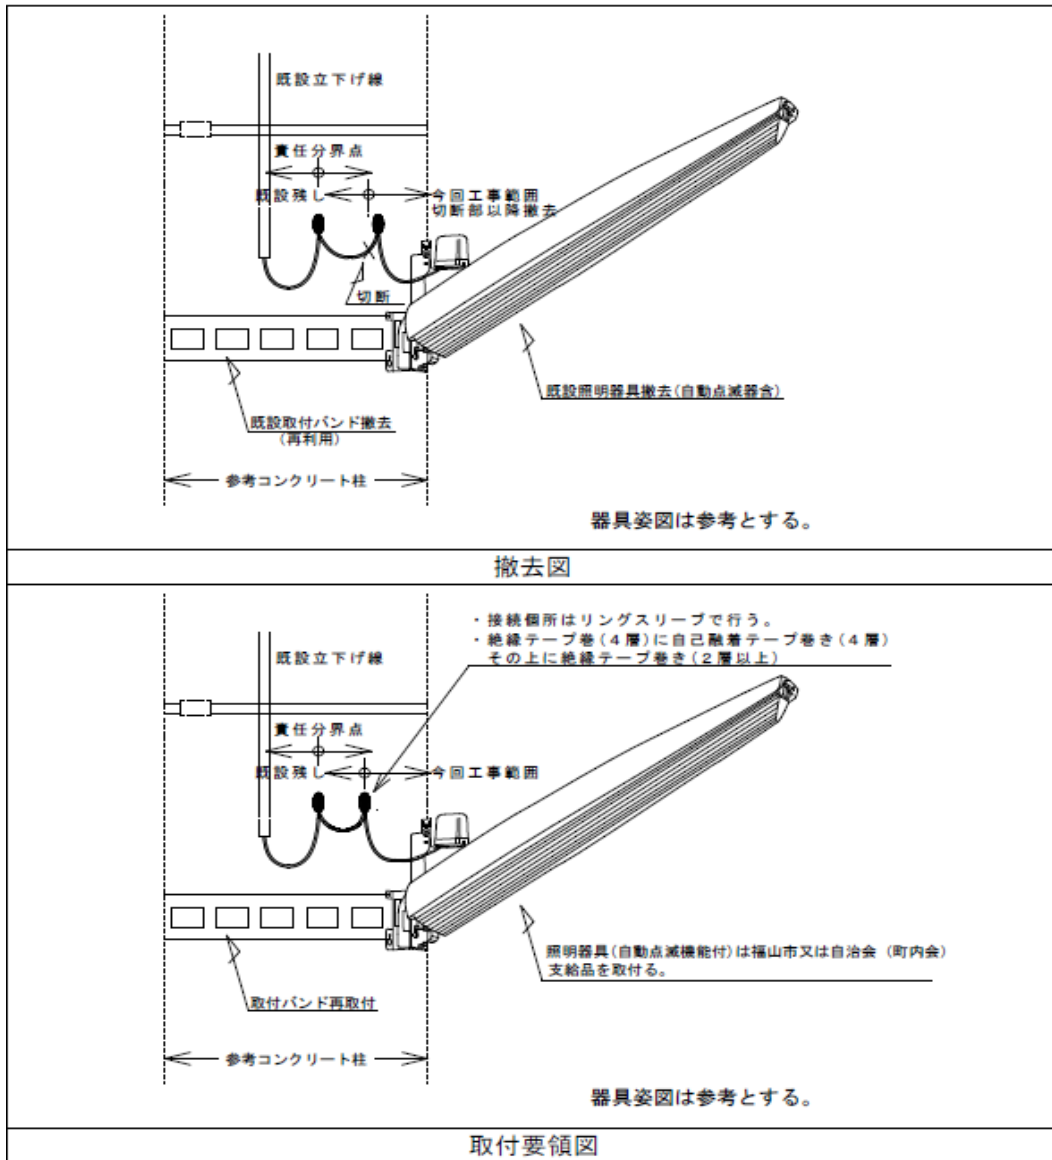 既設立下げ線
責任分界点
既設残し
今回工事範囲
切断部以降撤去
切断
既設照明器具撤去(自動点滅器含)
既設取付バンド撤去
(再利用)
参考コンクリート柱
器具姿図は参考とする。
撤去図
・接続個所はリングスリーブで行う。
・絶縁テープ巻(4層)に自己融着テープ巻き(4層)
その上に絶縁テープ巻き(2層以上)
既設立下げ線
責任分界点
既設残し
今回工事範囲
照明器具(自動点滅機能付)は福山市又は自治会(町内会)
支給品を取付る。
取付バンド再取付
参考コンクリート柱
器具姿図は参考とする。
取付要領図